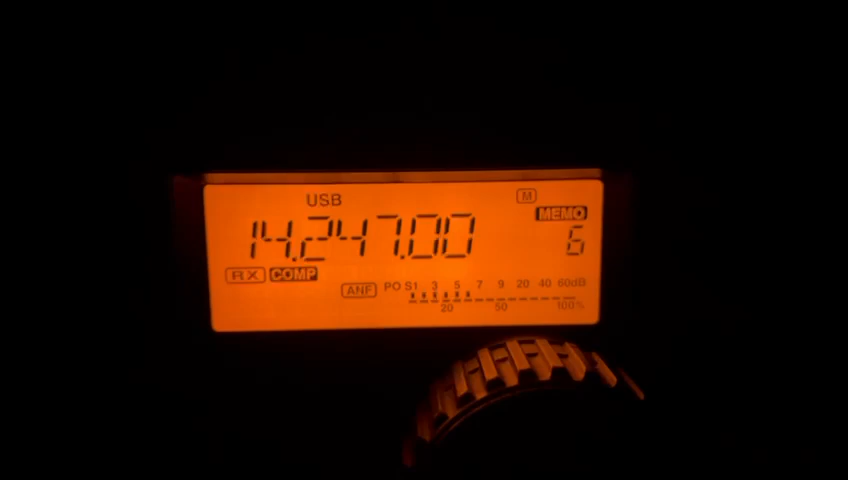 USB M
MEMO
14.247.00 6
RX COMP
ANF PO S1 3 5 7 9 20 40 60dB
20 50 100%